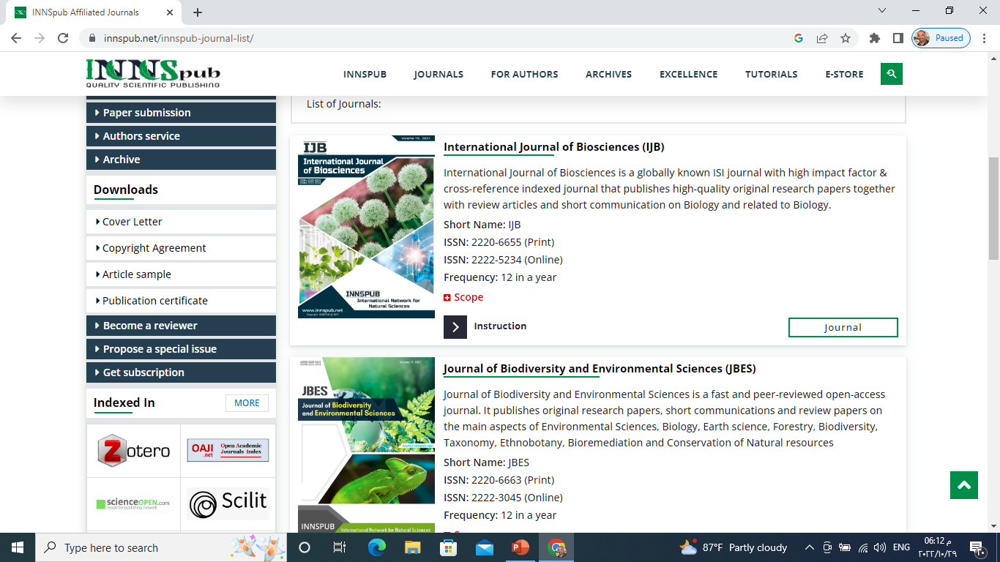 INNSpub Affiliated Journals
innspub.net/innspub-journal-list/
Paused
INNSpub
QUALITY SCIENTIFIC PUBLISHING
INNSPUB
JOURNALS
FOR AUTHORS
ARCHIVES
EXCELLENCE
TUTORIALS
E-STORE
Paper submission
Authors service
Archive
Downloads
Cover Letter
Copyright Agreement
Article sample
Publication certificate
Become a reviewer
Propose a special issue
Get subscription
Indexed In
MORE
Zotero
OAJI.net Open Academic Journals Index
scienceOPEN.com
research+publishing network
Scilit
List of Journals:
Volume 19, 2021
IJB
International Journal
of Biosciences
INNSPUB
International Network for
Natural Sciences
www.innspub.net
International Journal of Biosciences (IJB)
International Journal of Biosciences is a globally known ISI journal with high impact factor &
cross-reference indexed journal that publishes high-quality original research papers together
with review articles and short communication on Biology and related to Biology.
Short Name: IJB
ISSN: 2220-6655 (Print)
ISSN: 2222-5234 (Online)
Frequency: 12 in a year
Scope
Instruction
Journal
JBES
Journal of Biodiversity
and Environmental Sciences
www.innspub.net
INNSPUB
International Network for Natural Sciences
Journal of Biodiversity and Environmental Sciences (JBES)
Journal of Biodiversity and Environmental Sciences is a fast and peer-reviewed open-access
journal. It publishes original research papers, short communications and review papers on
the main aspects of Environmental Sciences, Biology, Earth science, Forestry, Biodiversity,
Taxonomy, Ethnobotany, Bioremediation and Conservation of Natural resources
Short Name: JBES
ISSN: 2220-6663 (Print)
ISSN: 2222-3045 (Online)
Frequency: 12 in a year
Type here to search
87°F Partly cloudy
ENG
06:12 م
٢٠٢٢/١٠/٢٩